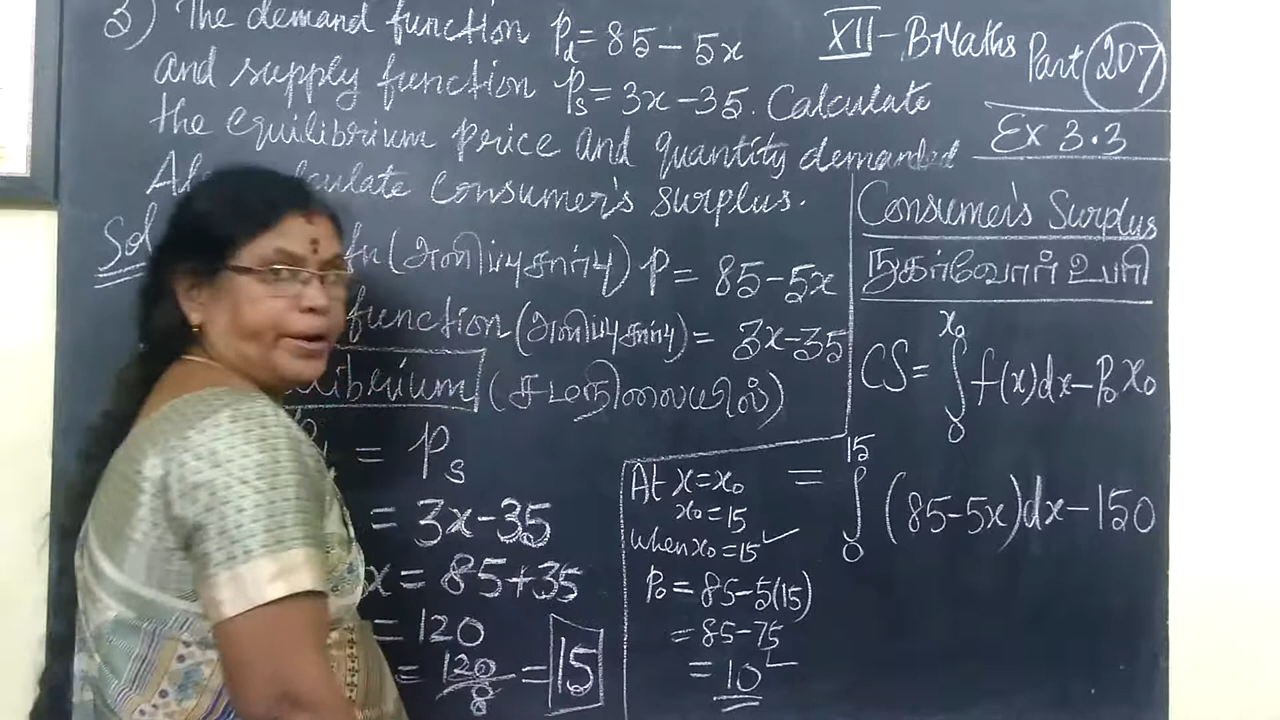 3) The demand function Pd = 85 - 5x
and supply function Ps = 3x - 35. Calculate
the equilibrium price and quantity demanded
calculate consumer's surplus.
Sol
fn (அளிப்புசார்பு) P = 85 - 5x
function (அளிப்புசார்பு) = 3x - 35
(சமநிலையில்)
= Ps
= 3x - 35
x = 85 + 35
= 120
= 120/8 = 15
At x = x0
x0 = 15
when x0 = 15 ✓
P0 = 85 - 5(15)
= 85 - 75
= 10
XII - B.Maths Part 207
Ex 3.3
Consumer's Surplus
நுகர்வோர் உபரி
CS = ∫₀^x0 f(x)dx - P0 x0
= ∫₀^15 (85 - 5x)dx - 150